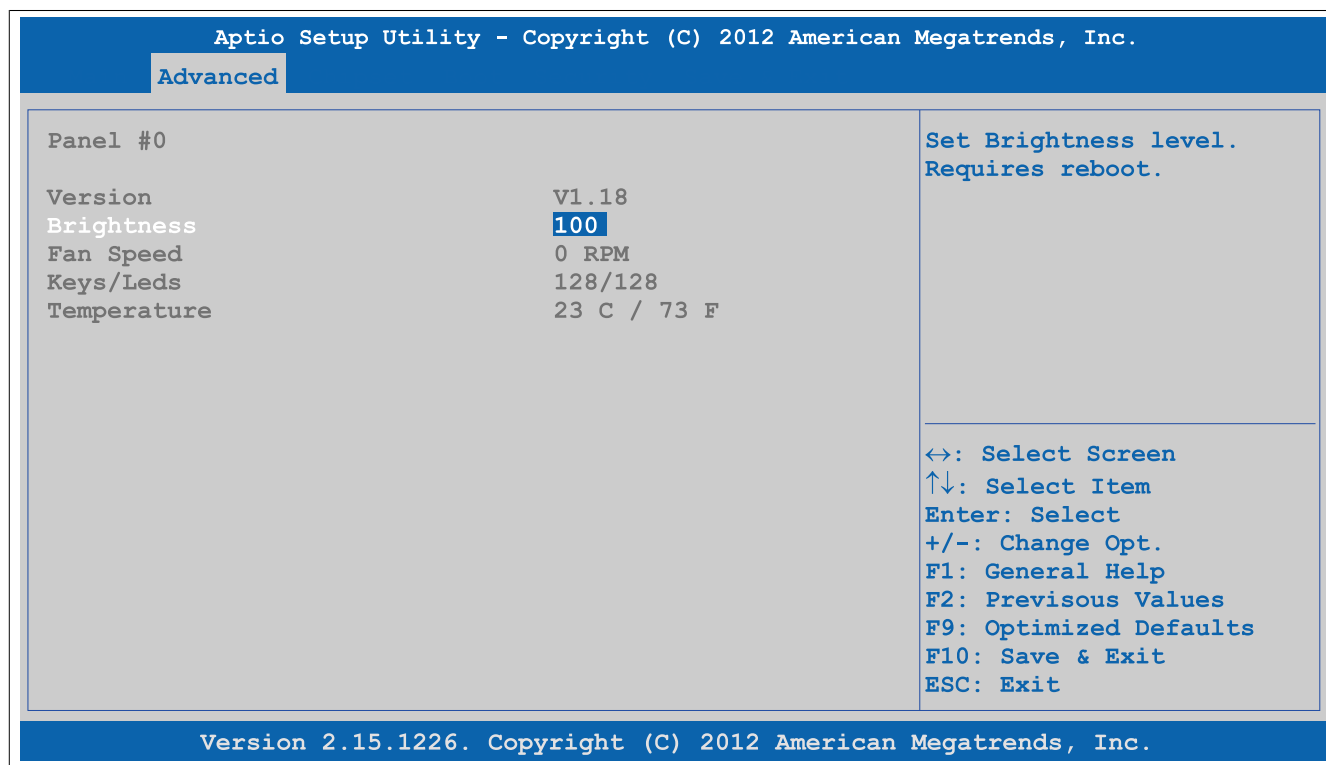 Aptio Setup Utility - Copyright (C) 2012 American Megatrends, Inc.
Advanced
Panel #0
Version V1.18
Brightness 100
Fan Speed 0 RPM
Keys/Leds 128/128
Temperature 23 C / 73 F
Set Brightness level.
Requires reboot.
↔: Select Screen
↑↓: Select Item
Enter: Select
+/-: Change Opt.
F1: General Help
F2: Previsous Values
F9: Optimized Defaults
F10: Save & Exit
ESC: Exit
Version 2.15.1226. Copyright (C) 2012 American Megatrends, Inc.